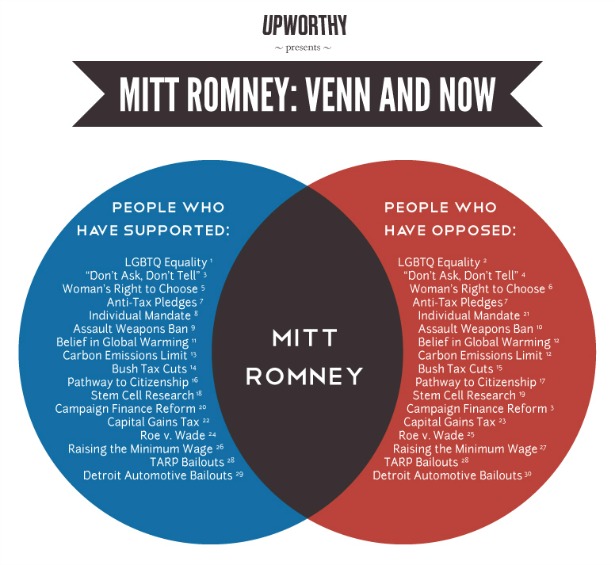 UPWORTHY
~ presents ~
MITT ROMNEY: VENN AND NOW
PEOPLE WHO
HAVE SUPPORTED:
LGBTQ Equality 1
"Don't Ask, Don't Tell" 3
Woman's Right to Choose 5
Anti-Tax Pledges 7
Individual Mandate 8
Assault Weapons Ban 9
Belief in Global Warming 11
Carbon Emissions Limit 13
Bush Tax Cuts 14
Pathway to Citizenship 16
Stem Cell Research 18
Campaign Finance Reform 20
Capital Gains Tax 22
Roe v. Wade 24
Raising the Minimum Wage 26
TARP Bailouts 28
Detroit Automotive Bailouts 29
MITT
ROMNEY
PEOPLE WHO
HAVE OPPOSED:
LGBTQ Equality 2
"Don't Ask, Don't Tell" 4
Woman's Right to Choose 6
Anti-Tax Pledges 7
Individual Mandate 21
Assault Weapons Ban 10
Belief in Global Warming 12
Carbon Emissions Limit 12
Bush Tax Cuts 15
Pathway to Citizenship 17
Stem Cell Research 19
Campaign Finance Reform 3
Capital Gains Tax 23
Roe v. Wade 25
Raising the Minimum Wage 27
TARP Bailouts 28
Detroit Automotive Bailouts 30